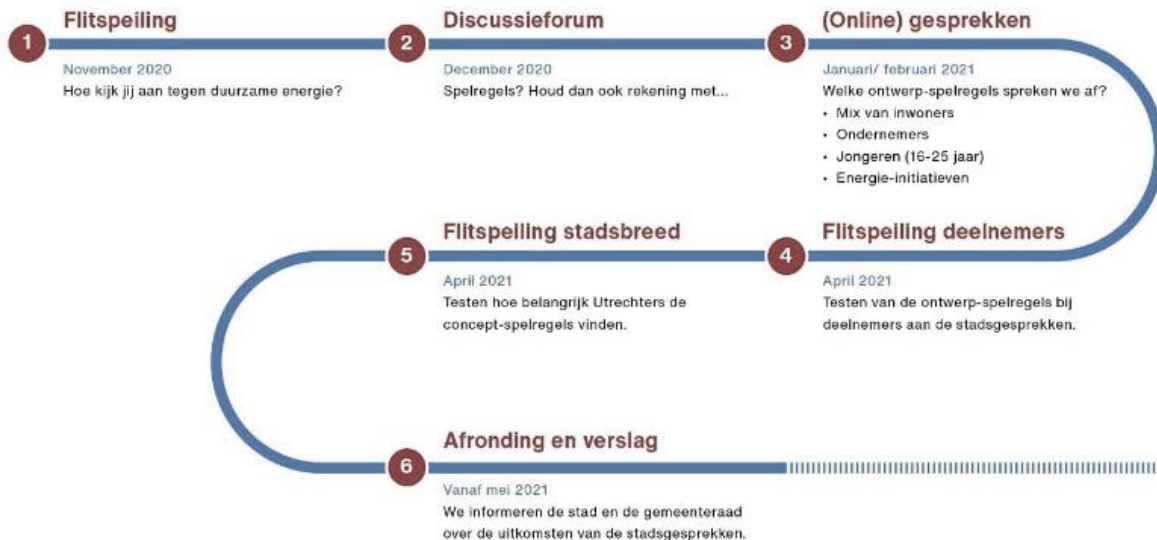 Flitspeiling
1
November 2020
Hoe kijk jij aan tegen duurzame energie?
Discussieforum
2
December 2020
Spelregels? Houd dan ook rekening met...
(Online) gesprekken
3
Januari/ februari 2021
Welke ontwerp-spelregels spreken we af?
• Mix van inwoners
• Ondernemers
• Jongeren (16-25 jaar)
• Energie-initiatieven
Flitspeiling deelnemers
4
April 2021
Testen van de ontwerp-spelregels bij
deelnemers aan de stadsgesprekken.
Flitspeiling stadsbreed
5
April 2021
Testen hoe belangrijk Utrechters de
concept-spelregels vinden.
Afronding en verslag
6
Vanaf mei 2021
We informeren de stad en de gemeenteraad
over de uitkomsten van de stadsgesprekken.